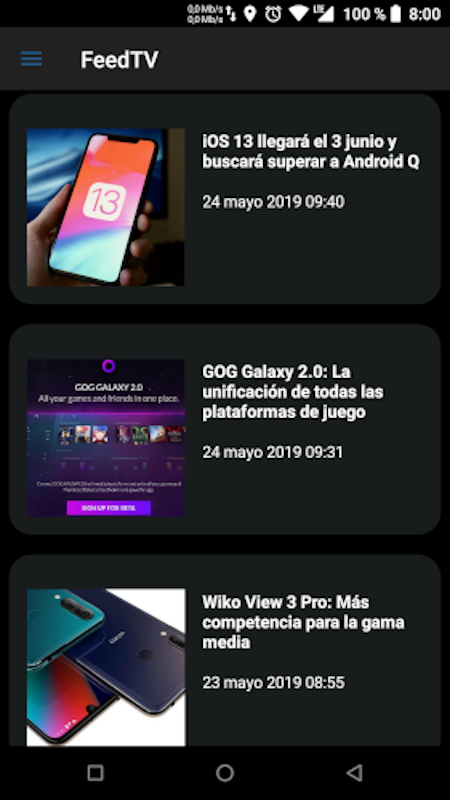 0,0 Mb/s
0,0 Mb/s
LTE
100 % 8:00
FeedTV
13
iOS 13 llegará el 3 junio y
buscará superar a Android Q
24 mayo 2019 09:40
GOG GALAXY 2.0
All your games and friends in one place.
SIGN UP FOR BETA
GOG Galaxy 2.0: La
unificación de todas las
plataformas de juego
24 mayo 2019 09:31
Wiko View 3 Pro: Más
competencia para la gama
media
23 mayo 2019 08:55